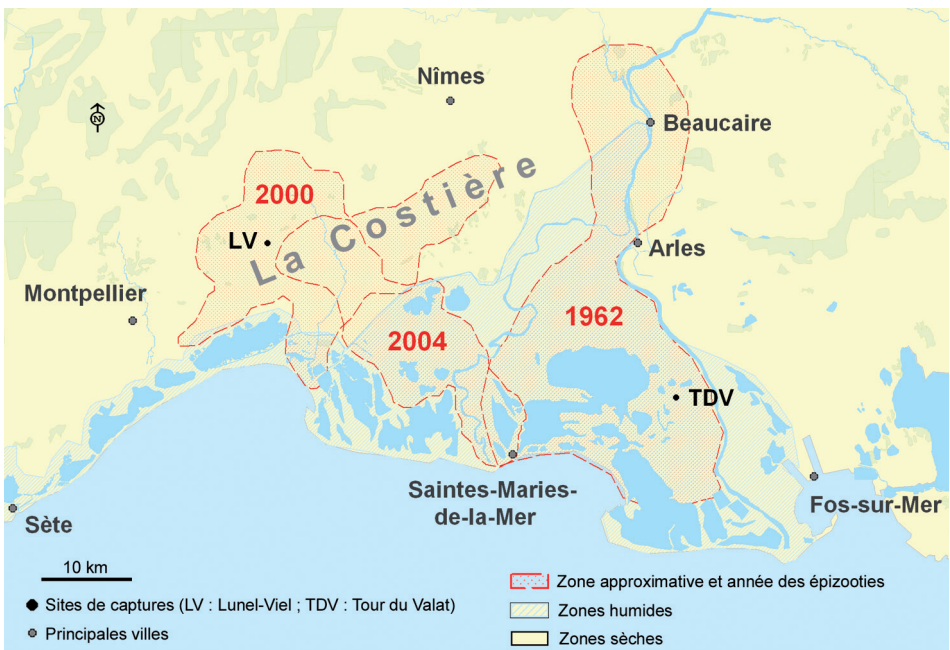 Nîmes
Beaucaire
2000
La Costière
LV
Arles
Montpellier
1962
2004
TDV
Saintes-Maries-
de-la-Mer
Fos-sur-Mer
Sète
N
10 km
Sites de captures (LV : Lunel-Viel ; TDV : Tour du Valat)
Principales villes
Zone approximative et année des épizooties
Zones humides
Zones sèches